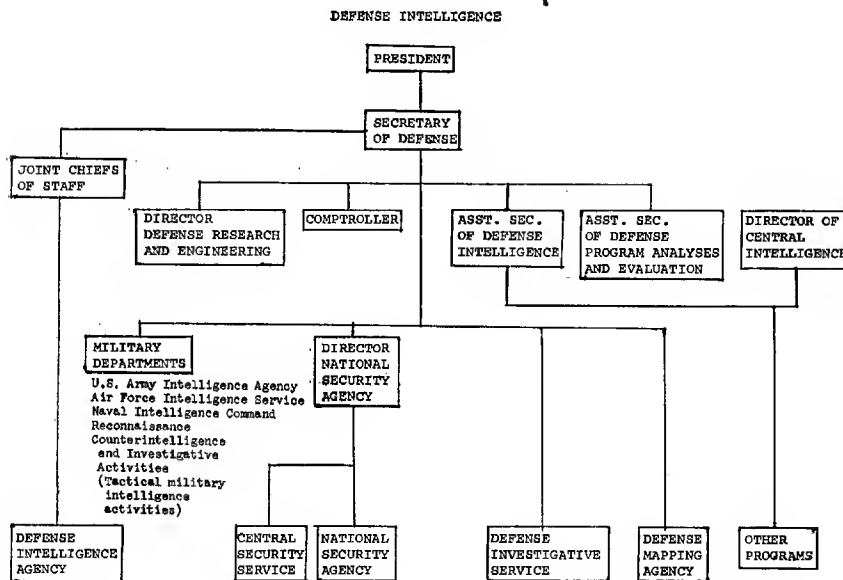 DEFENSE INTELLIGENCE
PRESIDENT
SECRETARY
OF DEFENSE
JOINT CHIEFS
OF STAFF
DIRECTOR
DEFENSE RESEARCH
AND ENGINEERING
COMPTROLLER
ASST. SEC.
OF DEFENSE
INTELLIGENCE
ASST. SEC.
OF DEFENSE
PROGRAM ANALYSES
AND EVALUATION
DIRECTOR OF
CENTRAL
INTELLIGENCE
MILITARY
DEPARTMENTS
U.S. Army Intelligence Agency
Air Force Intelligence Service
Naval Intelligence Command
Reconnaissance
Counterintelligence
and Investigative
Activities
(Tactical military
intelligence
activities)
DIRECTOR
NATIONAL
SECURITY
AGENCY
DEFENSE
INTELLIGENCE
AGENCY
CENTRAL
SECURITY
SERVICE
NATIONAL
SECURITY
AGENCY
DEFENSE
INVESTIGATIVE
SERVICE
DEFENSE
MAPPING
AGENCY
OTHER
PROGRAMS